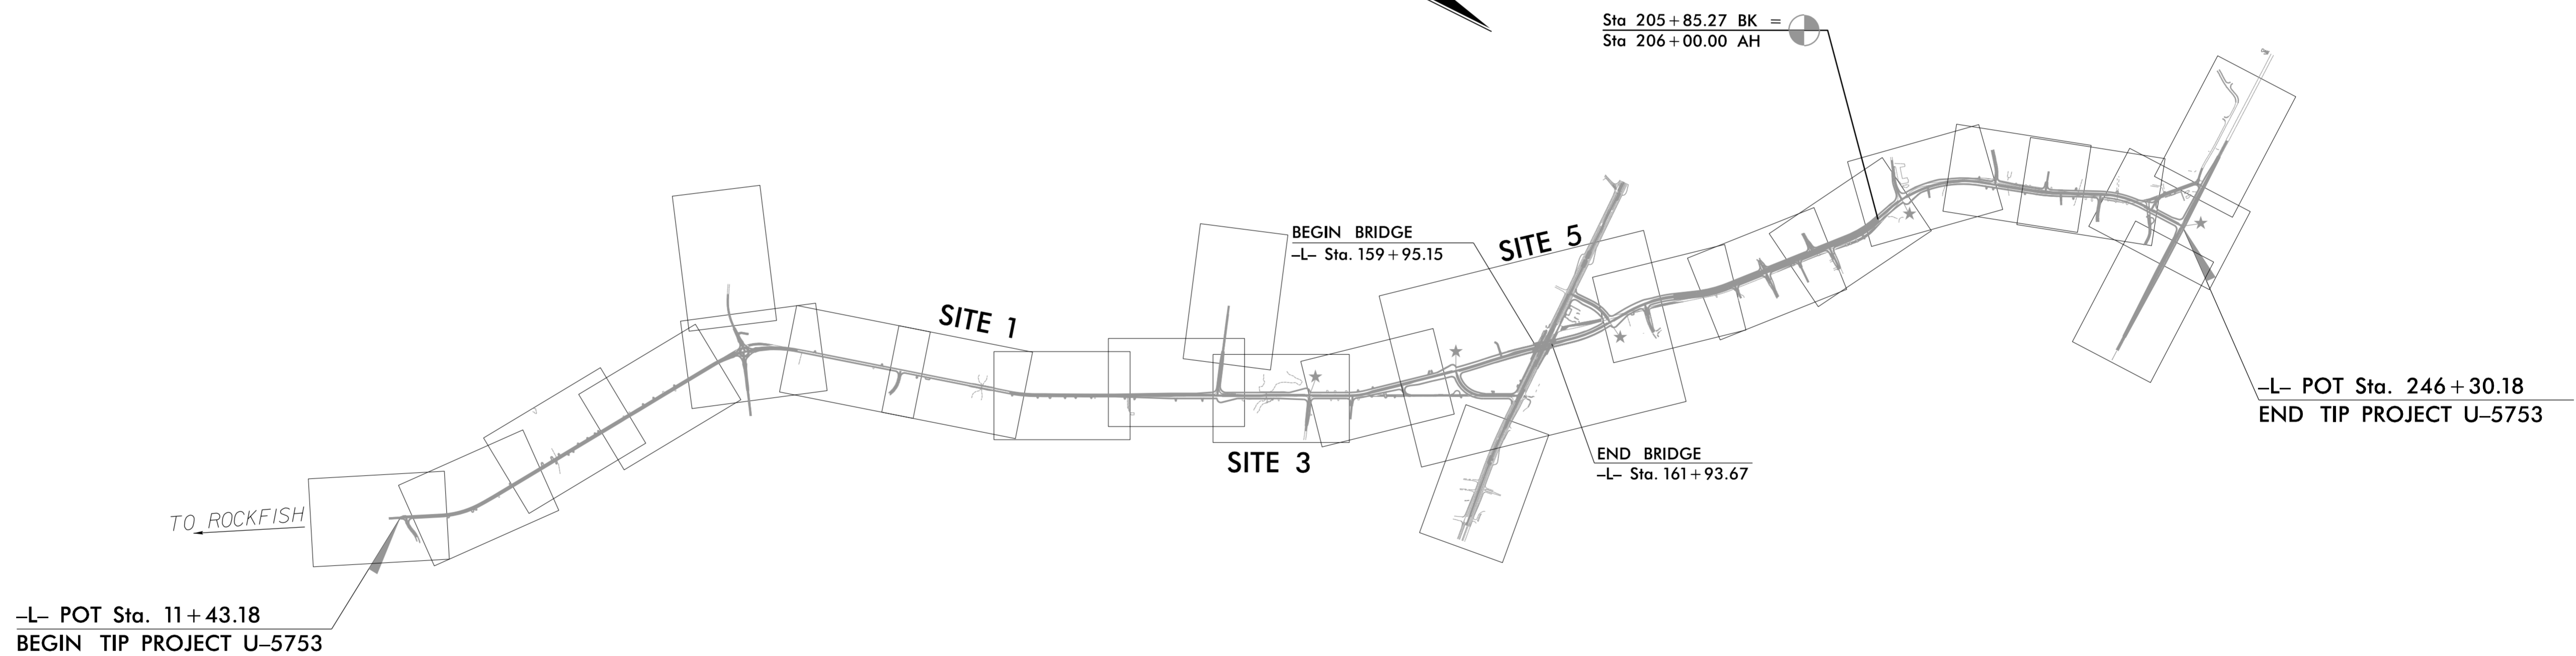 Sta 205+85.27 BK =
Sta 206+00.00 AH
BEGIN BRIDGE
-L- Sta. 159+95.15
SITE 5
SITE 1
-L- POT Sta. 246+30.18
END TIP PROJECT U-5753
SITE 3
END BRIDGE
-L- Sta. 161+93.67
TO ROCKFISH
-L- POT Sta. 11+43.18
BEGIN TIP PROJECT U-5753